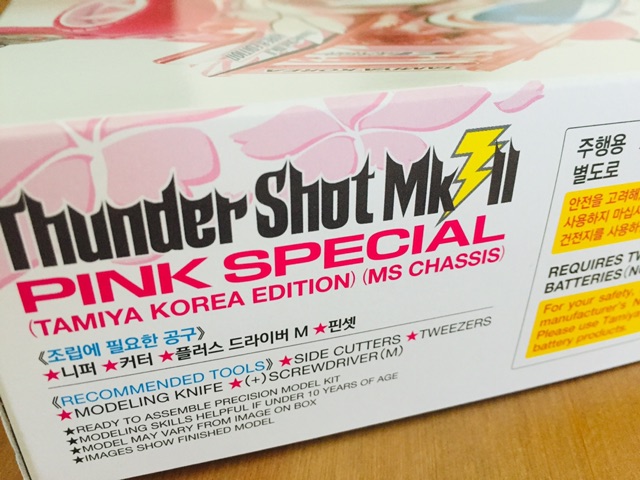 Thunder Shot Mk II
PINK SPECIAL
(TAMIYA KOREA EDITION) (MS CHASSIS)
《조립에 필요한 공구》
★니퍼 ★커터 ★플러스 드라이버 M ★핀셋
《RECOMMENDED TOOLS》 ★SIDE CUTTERS ★TWEEZERS
★MODELING KNIFE ★(+)SCREWDRIVER (M)
★READY TO ASSEMBLE PRECISION MODEL KIT
★MODELING SKILLS HELPFUL IF UNDER 10 YEARS OF AGE
★MODEL MAY VARY FROM IMAGE ON BOX
★IMAGES SHOW FINISHED MODEL
주행용
별도로
안전을 고려해
사용하지 마십
건전지를 사용하
REQUIRES
BATTERIES
For your safety,
manufacturer's
Please use Tamiya
battery products.